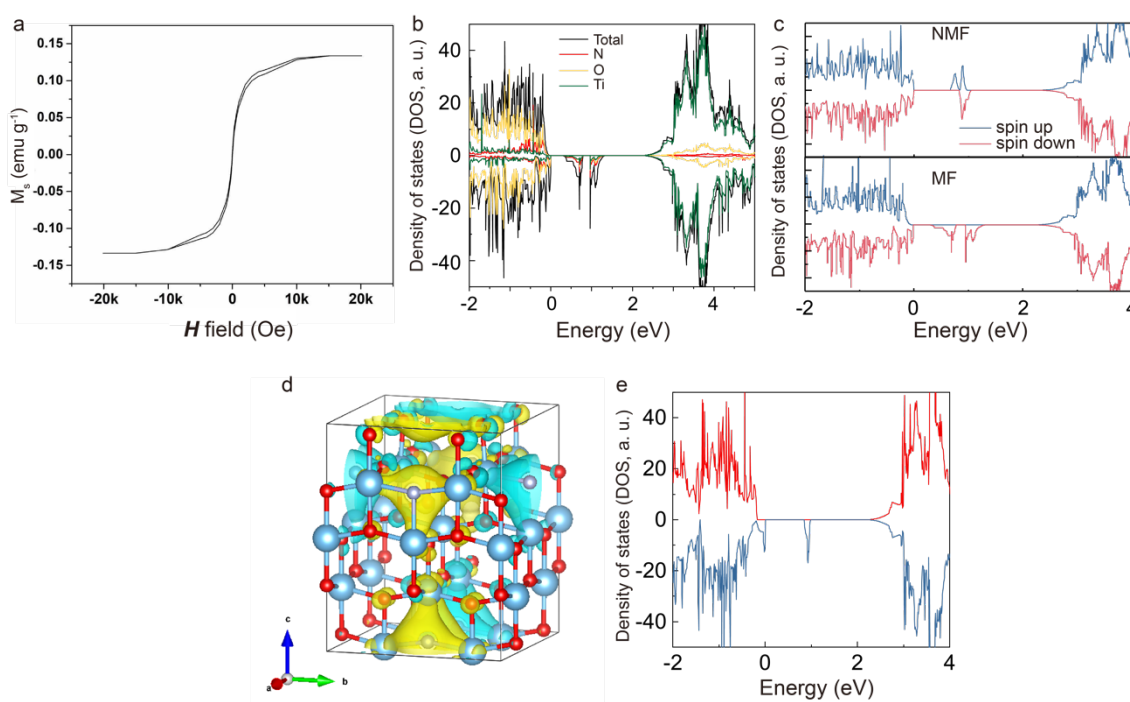 a
M_s (emu g⁻¹)
0.15
0.10
0.05
0.00
-0.05
-0.10
-0.15
-20k -10k 0 10k 20k
H field (Oe)
b
Density of states (DOS, a. u.)
40
20
0
-20
-40
Total
N
O
Ti
-2 0 2 4
Energy (eV)
c
Density of states (DOS, a. u.)
NMF
spin up
spin down
MF
-2 0 2 4
Energy (eV)
d
c
a
b
e
Density of states (DOS, a. u.)
40
20
0
-20
-40
-2 0 2 4
Energy (eV)